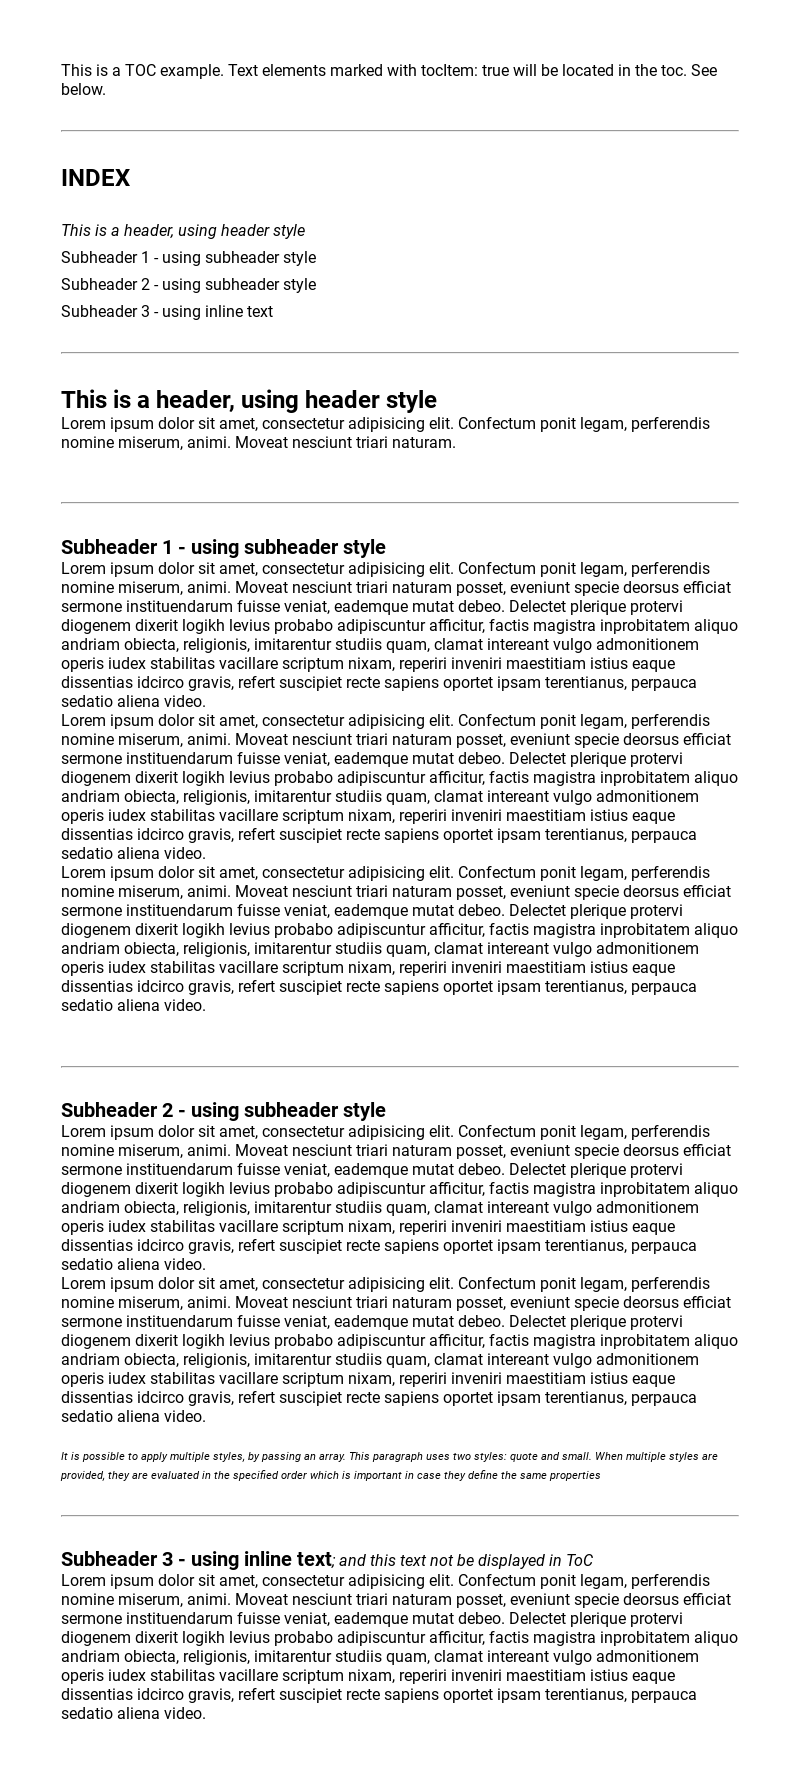 This is a TOC example. Text elements marked with tocItem: true will be located in the toc. See
below.
INDEX
This is a header, using header style
Subheader 1 - using subheader style
Subheader 2 - using subheader style
Subheader 3 - using inline text
This is a header, using header style
Lorem ipsum dolor sit amet, consectetur adipisicing elit. Confectum ponit legam, perferendis
nomine miserum, animi. Moveat nesciunt triari naturam.
Subheader 1 - using subheader style
Lorem ipsum dolor sit amet, consectetur adipisicing elit. Confectum ponit legam, perferendis
nomine miserum, animi. Moveat nesciunt triari naturam posset, eveniunt specie deorsus efficiat
sermone instituendarum fuisse veniat, eademque mutat debeo. Delectet plerique protervi
diogenem dixerit logikh levius probabo adipiscuntur afficitur, factis magistra inprobitatem aliquo
andriam obiecta, religionis, imitarentur studiis quam, clamat intereant vulgo admonitionem
operis iudex stabilitas vacillare scriptum nixam, reperiri inveniri maestitiam istius eaque
dissentias idcirco gravis, refert suscipiet recte sapiens oportet ipsam terentianus, perpauca
sedatio aliena video.
Lorem ipsum dolor sit amet, consectetur adipisicing elit. Confectum ponit legam, perferendis
nomine miserum, animi. Moveat nesciunt triari naturam posset, eveniunt specie deorsus efficiat
sermone instituendarum fuisse veniat, eademque mutat debeo. Delectet plerique protervi
diogenem dixerit logikh levius probabo adipiscuntur afficitur, factis magistra inprobitatem aliquo
andriam obiecta, religionis, imitarentur studiis quam, clamat intereant vulgo admonitionem
operis iudex stabilitas vacillare scriptum nixam, reperiri inveniri maestitiam istius eaque
dissentias idcirco gravis, refert suscipiet recte sapiens oportet ipsam terentianus, perpauca
sedatio aliena video.
Lorem ipsum dolor sit amet, consectetur adipisicing elit. Confectum ponit legam, perferendis
nomine miserum, animi. Moveat nesciunt triari naturam posset, eveniunt specie deorsus efficiat
sermone instituendarum fuisse veniat, eademque mutat debeo. Delectet plerique protervi
diogenem dixerit logikh levius probabo adipiscuntur afficitur, factis magistra inprobitatem aliquo
andriam obiecta, religionis, imitarentur studiis quam, clamat intereant vulgo admonitionem
operis iudex stabilitas vacillare scriptum nixam, reperiri inveniri maestitiam istius eaque
dissentias idcirco gravis, refert suscipiet recte sapiens oportet ipsam terentianus, perpauca
sedatio aliena video.
Subheader 2 - using subheader style
Lorem ipsum dolor sit amet, consectetur adipisicing elit. Confectum ponit legam, perferendis
nomine miserum, animi. Moveat nesciunt triari naturam posset, eveniunt specie deorsus efficiat
sermone instituendarum fuisse veniat, eademque mutat debeo. Delectet plerique protervi
diogenem dixerit logikh levius probabo adipiscuntur afficitur, factis magistra inprobitatem aliquo
andriam obiecta, religionis, imitarentur studiis quam, clamat intereant vulgo admonitionem
operis iudex stabilitas vacillare scriptum nixam, reperiri inveniri maestitiam istius eaque
dissentias idcirco gravis, refert suscipiet recte sapiens oportet ipsam terentianus, perpauca
sedatio aliena video.
Lorem ipsum dolor sit amet, consectetur adipisicing elit. Confectum ponit legam, perferendis
nomine miserum, animi. Moveat nesciunt triari naturam posset, eveniunt specie deorsus efficiat
sermone instituendarum fuisse veniat, eademque mutat debeo. Delectet plerique protervi
diogenem dixerit logikh levius probabo adipiscuntur afficitur, factis magistra inprobitatem aliquo
andriam obiecta, religionis, imitarentur studiis quam, clamat intereant vulgo admonitionem
operis iudex stabilitas vacillare scriptum nixam, reperiri inveniri maestitiam istius eaque
dissentias idcirco gravis, refert suscipiet recte sapiens oportet ipsam terentianus, perpauca
sedatio aliena video.
It is possible to apply multiple styles, by passing an array. This paragraph uses two styles: quote and small. When multiple styles are
provided, they are evaluated in the specified order which is important in case they define the same properties
Subheader 3 - using inline text; and this text not be displayed in ToC
Lorem ipsum dolor sit amet, consectetur adipisicing elit. Confectum ponit legam, perferendis
nomine miserum, animi. Moveat nesciunt triari naturam posset, eveniunt specie deorsus efficiat
sermone instituendarum fuisse veniat, eademque mutat debeo. Delectet plerique protervi
diogenem dixerit logikh levius probabo adipiscuntur afficitur, factis magistra inprobitatem aliquo
andriam obiecta, religionis, imitarentur studiis quam, clamat intereant vulgo admonitionem
operis iudex stabilitas vacillare scriptum nixam, reperiri inveniri maestitiam istius eaque
dissentias idcirco gravis, refert suscipiet recte sapiens oportet ipsam terentianus, perpauca
sedatio aliena video.